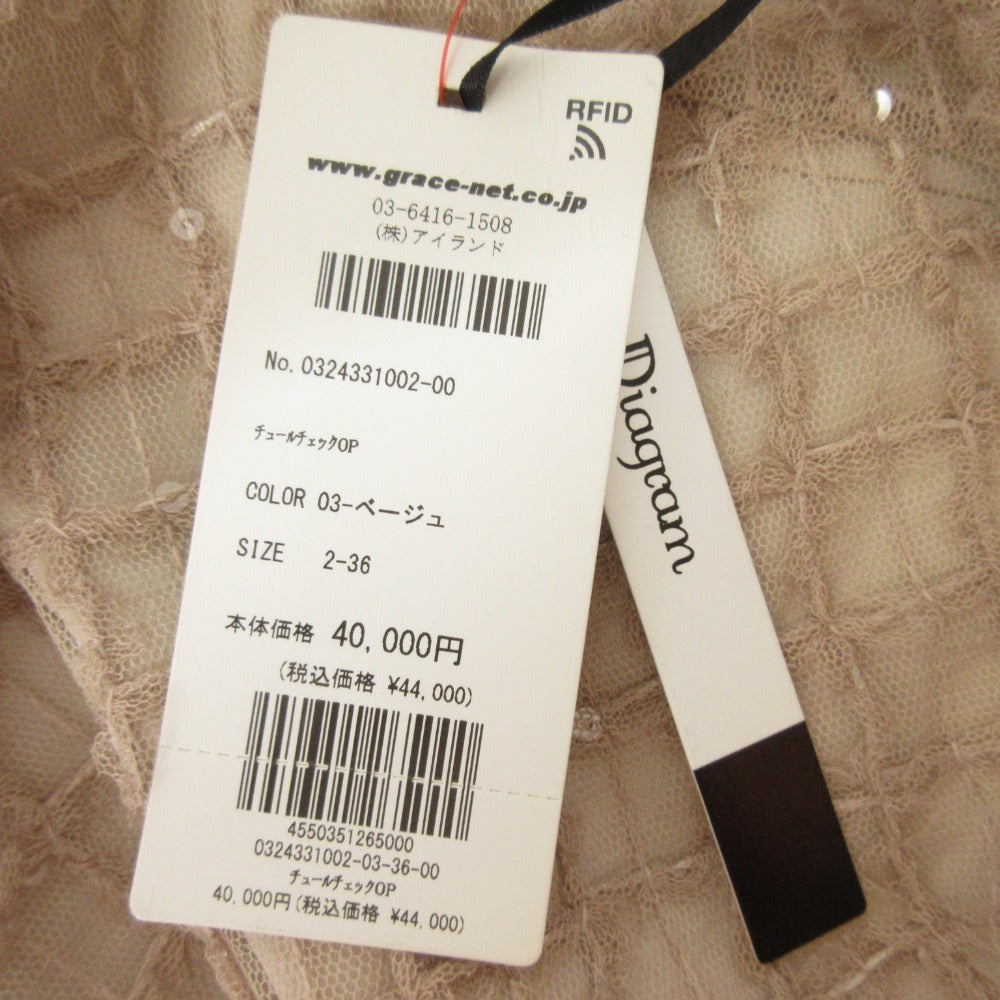 RFID
www.grace-net.co.jp
03-6416-1508
(株)アイランド
No. 0324331002-00
チュールチェックOP
COLOR 03-ベージュ
SIZE 2-36
本体価格 40,000円
(税込価格 ¥44,000)
4550351265000
0324331002-03-36-00
チュールチェックOP
40,000円(税込価格 ¥44,000)
Diagram